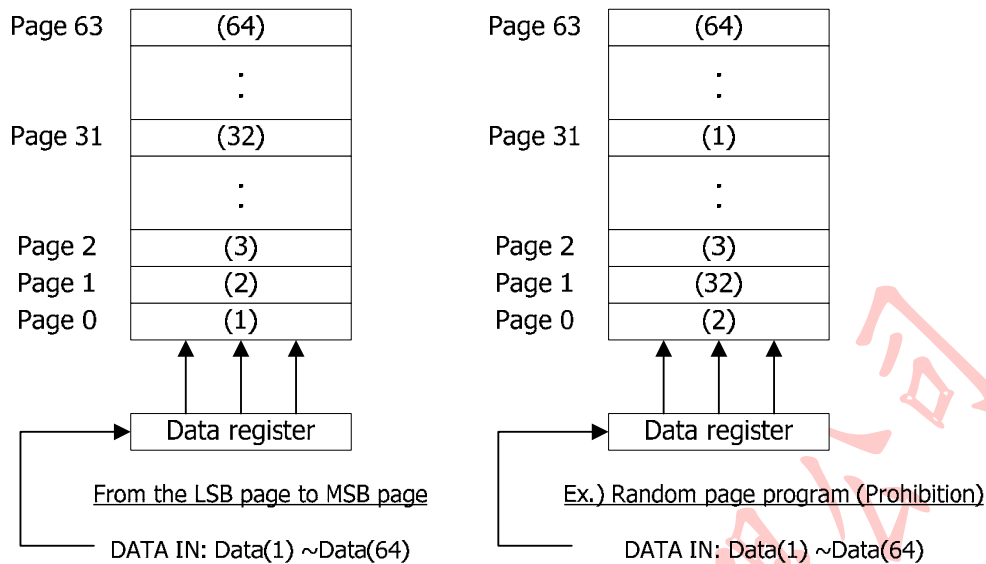 Page 63 (64)
:
Page 31 (32)
:
Page 2 (3)
Page 1 (2)
Page 0 (1)
Data register
From the LSB page to MSB page
DATA IN: Data(1) ~Data(64)
Page 63 (64)
:
Page 31 (1)
:
Page 2 (3)
Page 1 (32)
Page 0 (2)
Data register
Ex.) Random page program (Prohibition)
DATA IN: Data(1) ~Data(64)
公司